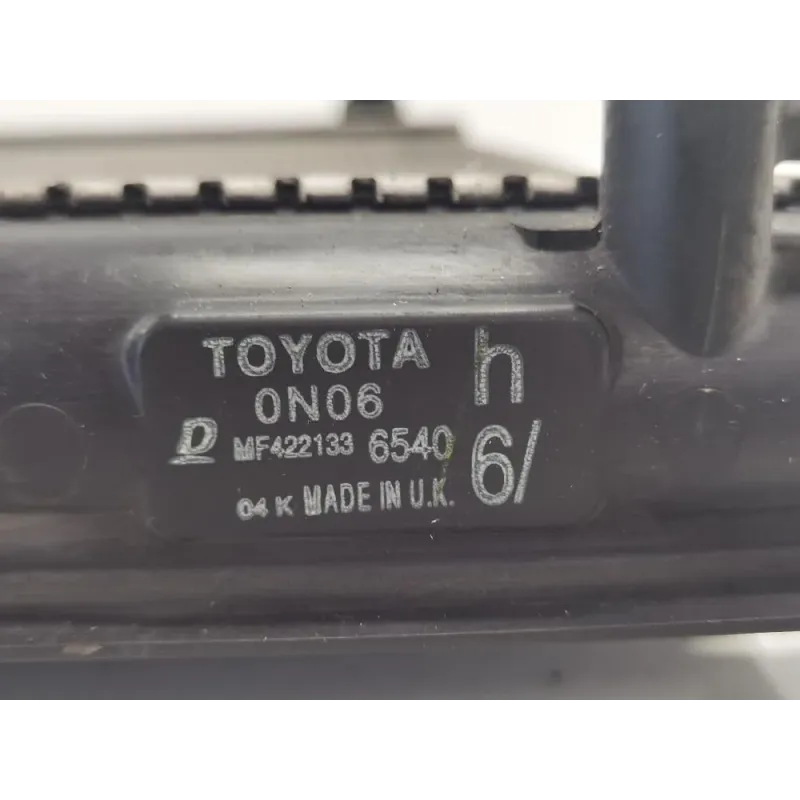 TOYOTA h
0N06
D MF422133 6540 6/
04 K MADE IN U.K.